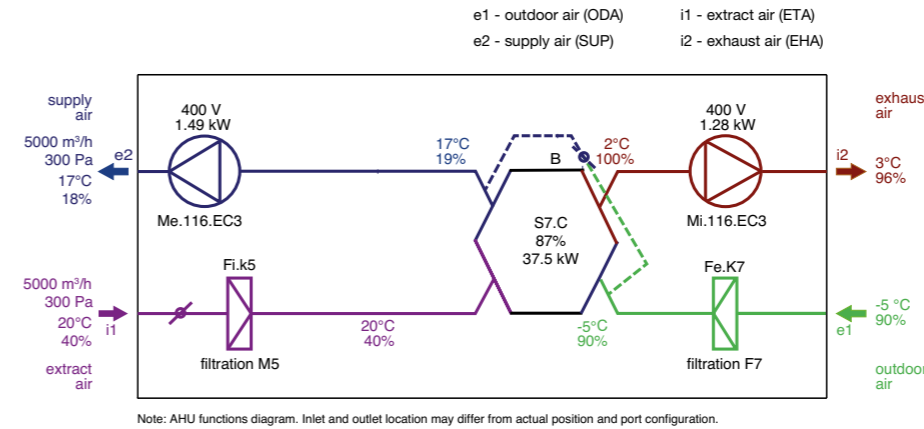 e1 - outdoor air (ODA)
i1 - extract air (ETA)
e2 - supply air (SUP)
i2 - exhaust air (EHA)
supply
air
5000 m³/h
300 Pa
17°C
18%
e2
400 V
1.49 kW
Me.116.EC3
17°C
19%
B
2°C
100%
400 V
1.28 kW
Mi.116.EC3
exhaus
air
i2
3°C
96%
S7.C
87%
37.5 kW
5000 m³/h
300 Pa
20°C
40%
i1
extract
air
Fi.k5
filtration M5
20°C
40%
-5°C
90%
Fe.K7
filtration F7
e1
-5 °C
90%
outdoor
air
Note: AHU functions diagram. Inlet and outlet location may differ from actual position and port configuration.